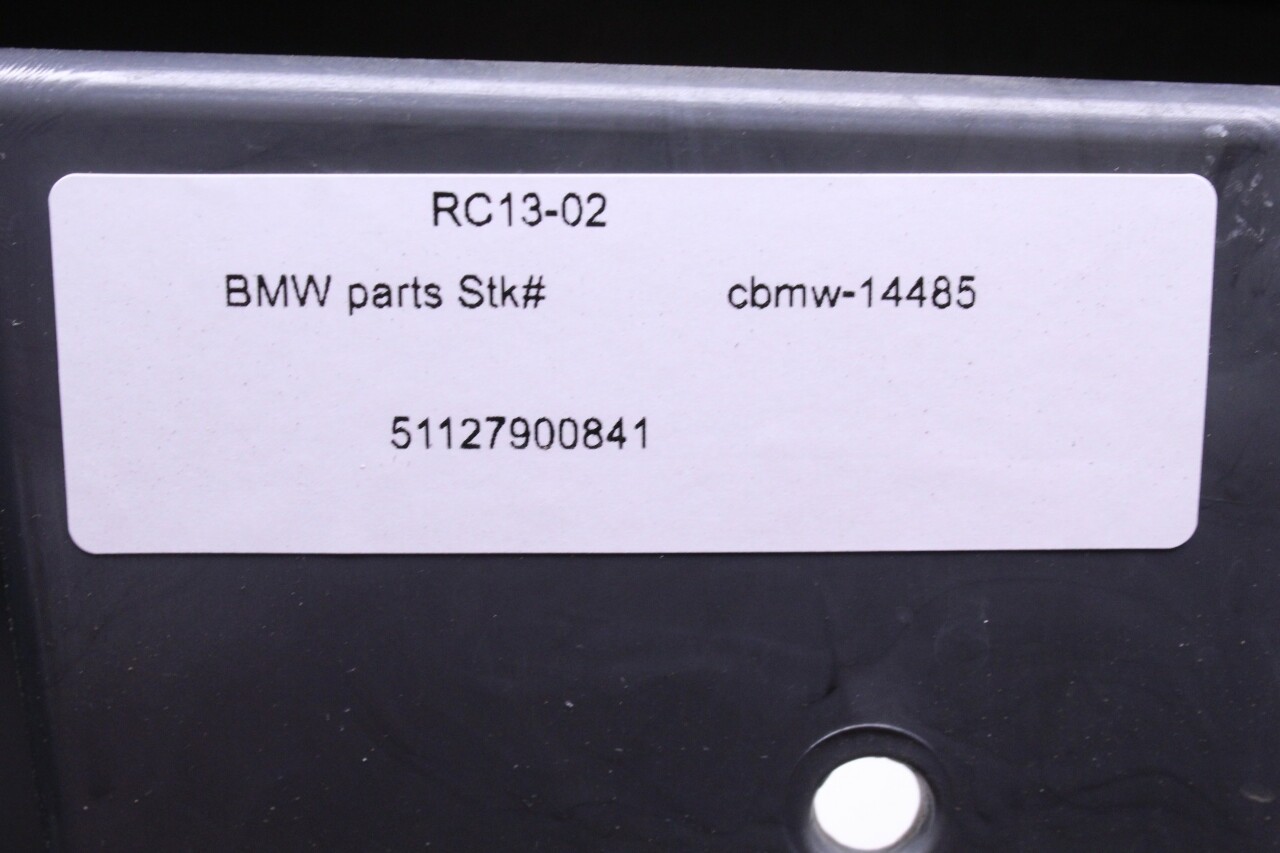 RC13-02
BMW parts Stk# cbmw-14485
51127900841